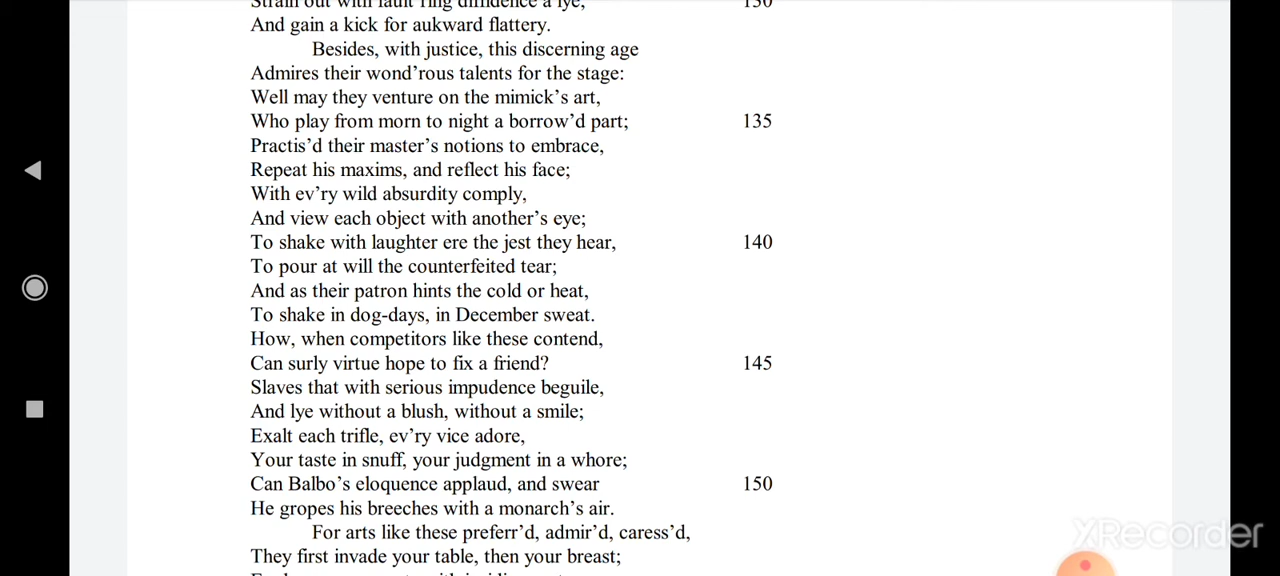 Strain out with fault'ring diffidence a lye, 130
And gain a kick for aukward flattery.
Besides, with justice, this discerning age
Admires their wond’rous talents for the stage:
Well may they venture on the mimick’s art,
Who play from morn to night a borrow’d part; 135
Practis’d their master’s notions to embrace,
Repeat his maxims, and reflect his face;
With ev’ry wild absurdity comply,
And view each object with another’s eye;
To shake with laughter ere the jest they hear, 140
To pour at will the counterfeited tear;
And as their patron hints the cold or heat,
To shake in dog-days, in December sweat.
How, when competitors like these contend,
Can surly virtue hope to fix a friend? 145
Slaves that with serious impudence beguile,
And lye without a blush, without a smile;
Exalt each trifle, ev’ry vice adore,
Your taste in snuff, your judgment in a whore;
Can Balbo’s eloquence applaud, and swear 150
He gropes his breeches with a monarch’s air.
For arts like these preferr’d, admir’d, caress’d,
They first invade your table, then your breast;
XRecorder